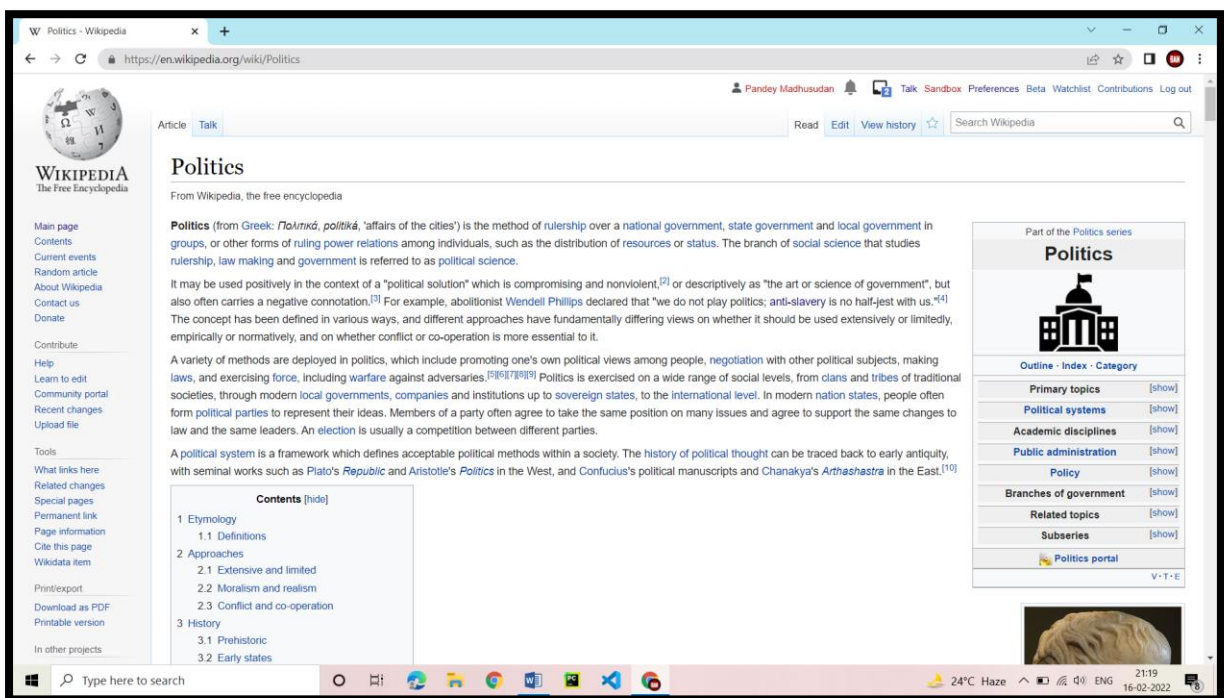 Politics - Wikipedia
https://en.wikipedia.org/wiki/Politics
Pandey Madhusudan 2 Talk Sandbox Preferences Beta Watchlist Contributions Log out
Article Talk Read Edit View history Search Wikipedia
WIKIPEDIA
The Free Encyclopedia
Main page
Contents
Current events
Random article
About Wikipedia
Contact us
Donate
Contribute
Help
Learn to edit
Community portal
Recent changes
Upload file
Tools
What links here
Related changes
Special pages
Permanent link
Page information
Cite this page
Wikidata item
Print/export
Download as PDF
Printable version
In other projects
Politics
From Wikipedia, the free encyclopedia
Politics (from Greek: Πολιτικά, politiká, 'affairs of the cities') is the method of rulership over a national government, state government and local government in
groups, or other forms of ruling power relations among individuals, such as the distribution of resources or status. The branch of social science that studies
rulership, law making and government is referred to as political science.
It may be used positively in the context of a "political solution" which is compromising and nonviolent,[2] or descriptively as "the art or science of government", but
also often carries a negative connotation.[3] For example, abolitionist Wendell Phillips declared that "we do not play politics; anti-slavery is no half-jest with us."[4]
The concept has been defined in various ways, and different approaches have fundamentally differing views on whether it should be used extensively or limitedly,
empirically or normatively, and on whether conflict or co-operation is more essential to it.
A variety of methods are deployed in politics, which include promoting one's own political views among people, negotiation with other political subjects, making
laws, and exercising force, including warfare against adversaries.[5][6][7][8][9] Politics is exercised on a wide range of social levels, from clans and tribes of traditional
societies, through modern local governments, companies and institutions up to sovereign states, to the international level. In modern nation states, people often
form political parties to represent their ideas. Members of a party often agree to take the same position on many issues and agree to support the same changes to
law and the same leaders. An election is usually a competition between different parties.
A political system is a framework which defines acceptable political methods within a society. The history of political thought can be traced back to early antiquity,
with seminal works such as Plato's Republic and Aristotle's Politics in the West, and Confucius's political manuscripts and Chanakya's Arthashastra in the East.[10]
Contents [hide]
1 Etymology
1.1 Definitions
2 Approaches
2.1 Extensive and limited
2.2 Moralism and realism
2.3 Conflict and co-operation
3 History
3.1 Prehistoric
3.2 Early states
Part of the Politics series
Politics
Outline · Index · Category
Primary topics [show]
Political systems [show]
Academic disciplines [show]
Public administration [show]
Policy [show]
Branches of government [show]
Related topics [show]
Subseries [show]
Politics portal
V·T·E
Type here to search 24°C Haze ENG 21:19
16-02-2022 8